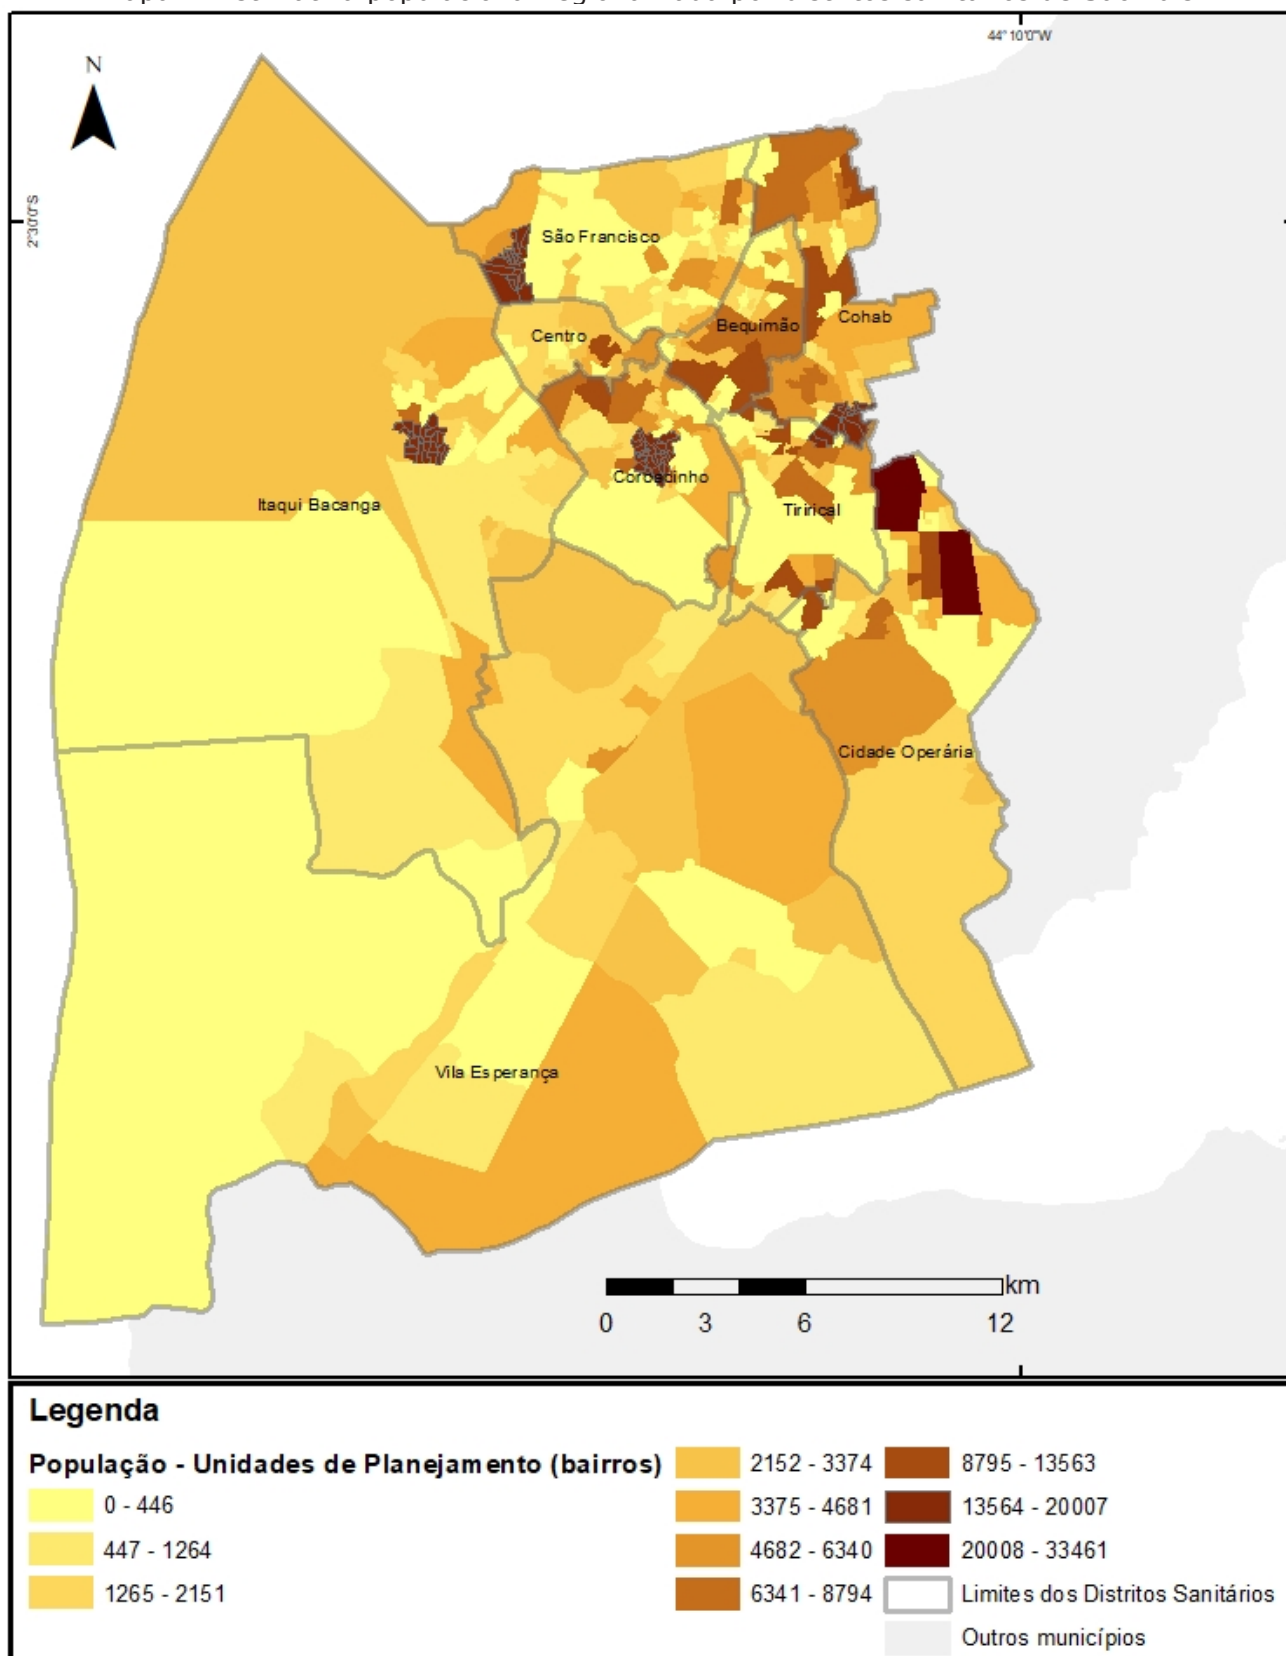 44°10'0"W
N
2°30'0"S
São Francisco
Centro
Bequimão
Cohab
Itaqui Bacanga
Coroadinho
Tirirical
Cidade Operária
Vila Esperança
km
0 3 6 12
Legenda
População - Unidades de Planejamento (bairros)
0 - 446
447 - 1264
1265 - 2151
2152 - 3374
3375 - 4681
4682 - 6340
6341 - 8794
8795 - 13563
13564 - 20007
20008 - 33461
Limites dos Distritos Sanitários
Outros municípios